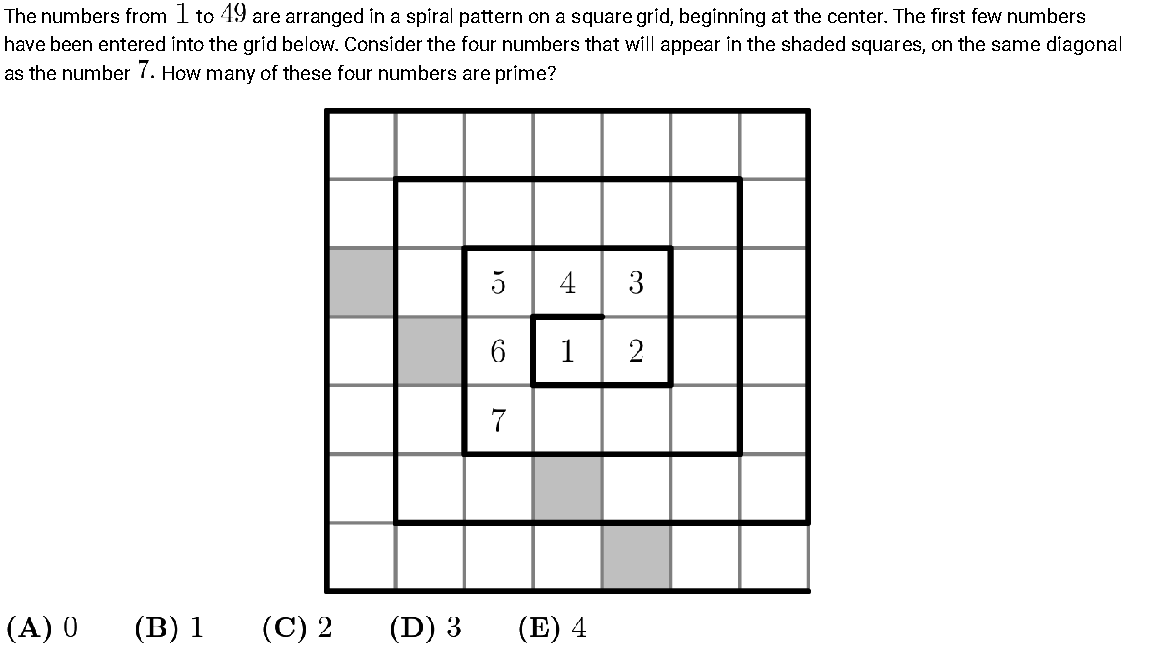 The numbers from 1 to 49 are arranged in a spiral pattern on a square grid, beginning at the center. The first few numbers
have been entered into the grid below. Consider the four numbers that will appear in the shaded squares, on the same diagonal
as the number 7. How many of these four numbers are prime?
5 4 3
6 1 2
7
(A) 0 (B) 1 (C) 2 (D) 3 (E) 4